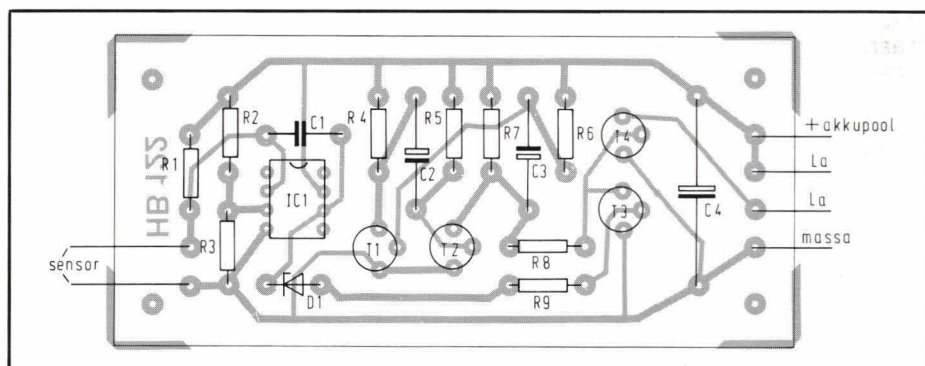 R1
R2
R3
HB 122
C1
IC1
D1
R4
C2
R5
R7
C3
R6
T4
T1
T2
T3
R8
R9
C4
sensor
+akkupool
La
La
massa